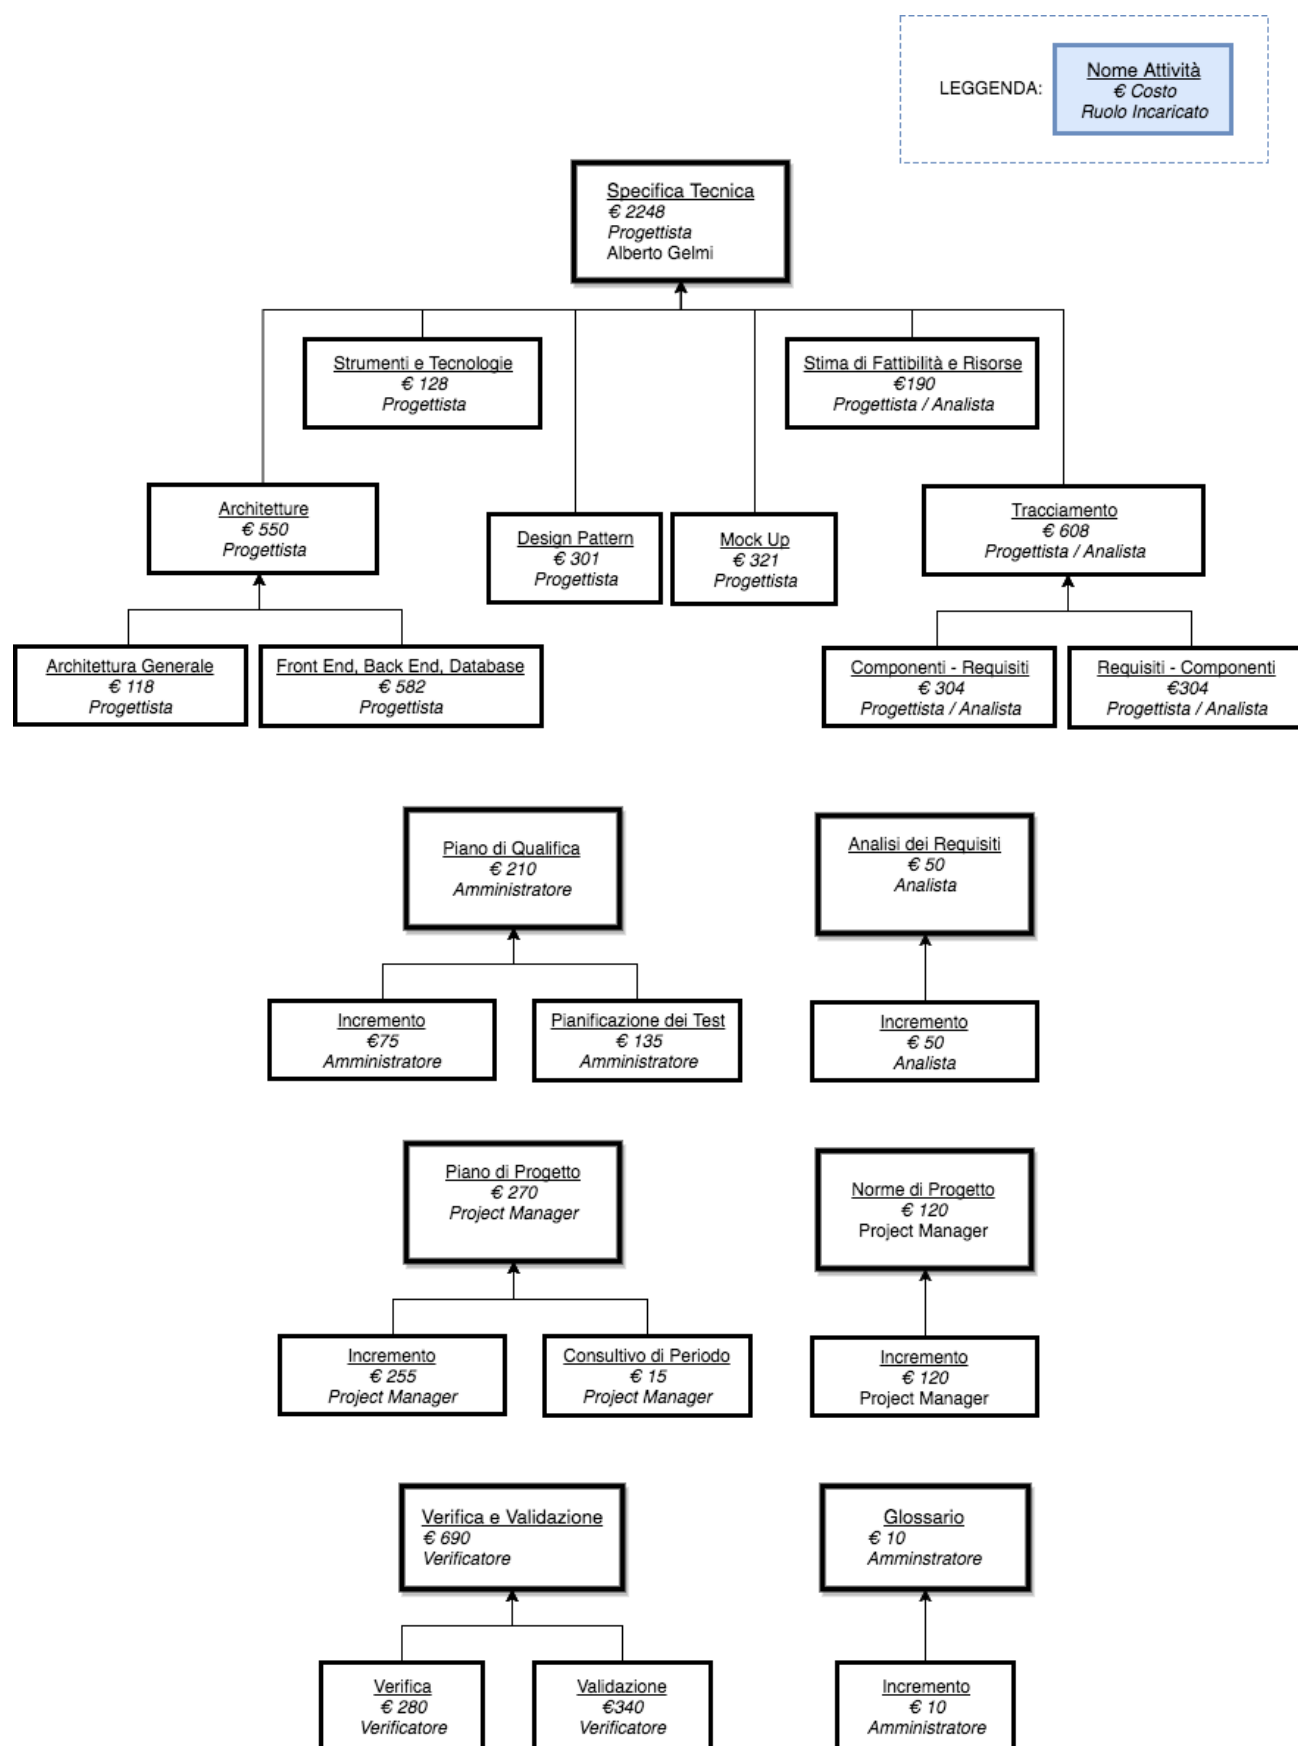 LEGGENDA:
Nome Attività
€ Costo
Ruolo Incaricato
Specifica Tecnica
€ 2248
Progettista
Alberto Gelmi
Strumenti e Tecnologie
€ 128
Progettista
Stima di Fattibilità e Risorse
€190
Progettista / Analista
Architetture
€ 550
Progettista
Design Pattern
€ 301
Progettista
Mock Up
€ 321
Progettista
Tracciamento
€ 608
Progettista / Analista
Architettura Generale
€ 118
Progettista
Front End, Back End, Database
€ 582
Progettista
Componenti - Requisiti
€ 304
Progettista / Analista
Requisiti - Componenti
€304
Progettista / Analista
Piano di Qualifica
€ 210
Amministratore
Analisi dei Requisiti
€ 50
Analista
Incremento
€75
Amministratore
Pianificazione dei Test
€ 135
Amministratore
Incremento
€ 50
Analista
Piano di Progetto
€ 270
Project Manager
Norme di Progetto
€ 120
Project Manager
Incremento
€ 255
Project Manager
Consultivo di Periodo
€ 15
Project Manager
Incremento
€ 120
Project Manager
Verifica e Validazione
€ 690
Verificatore
Glossario
€ 10
Amminstratore
Verifica
€ 280
Verificatore
Validazione
€340
Verificatore
Incremento
€ 10
Amministratore